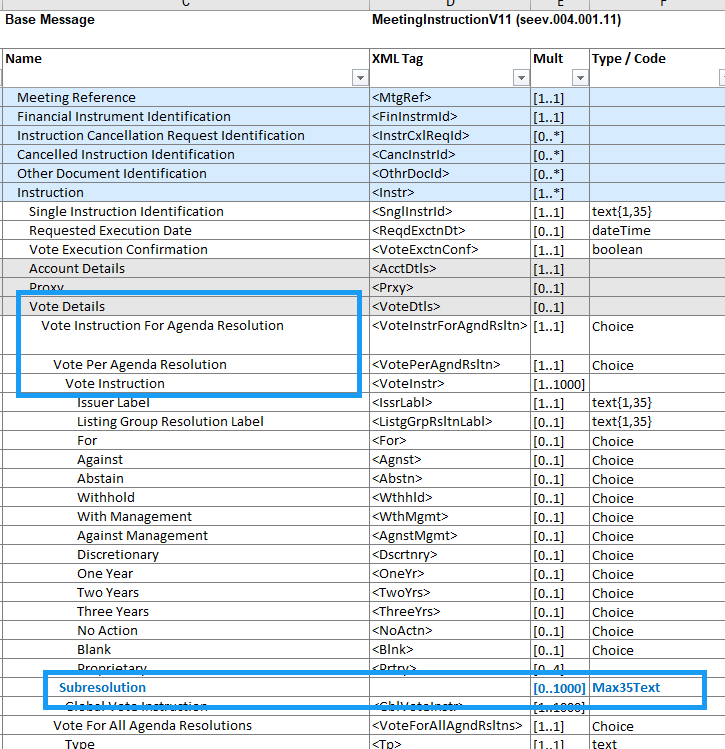 C D E F
Base Message MeetingInstructionV11 (seev.004.001.11)
Name XML Tag Mult Type / Code
Meeting Reference <MtgRef> [1..1]
Financial Instrument Identification <FinInstrmId> [1..1]
Instruction Cancellation Request Identification <InstrCxlReqId> [0..*]
Cancelled Instruction Identification <CancInstrId> [0..*]
Other Document Identification <OthrDocId> [0..*]
Instruction <Instr> [1..*]
Single Instruction Identification <SnglInstrId> [1..1] text{1,35}
Requested Execution Date <ReqdExctnDt> [0..1] dateTime
Vote Execution Confirmation <VoteExctnConf> [1..1] boolean
Account Details <AcctDtls> [1..1]
Proxy <Prxy> [0..1]
Vote Details <VoteDtls> [0..1]
Vote Instruction For Agenda Resolution <VoteInstrForAgndRsltn> [1..1] Choice
Vote Per Agenda Resolution <VotePerAgndRsltn> [1..1] Choice
Vote Instruction <VoteInstr> [1..1000]
Issuer Label <IssrLabl> [1..1] text{1,35}
Listing Group Resolution Label <ListgGrpRsltnLabl> [0..1] text{1,35}
For <For> [0..1] Choice
Against <Agnst> [0..1] Choice
Abstain <Abstn> [0..1] Choice
Withhold <Wthhld> [0..1] Choice
With Management <WthMgmt> [0..1] Choice
Against Management <AgnstMgmt> [0..1] Choice
Discretionary <Dscrtnry> [0..1] Choice
One Year <OneYr> [0..1] Choice
Two Years <TwoYrs> [0..1] Choice
Three Years <ThreeYrs> [0..1] Choice
No Action <NoActn> [0..1] Choice
Blank <Blnk> [0..1] Choice
Proprietary <Prtry> [0..4]
Subresolution [0..1000] Max35Text
Global Vote Instruction <GblVoteInstr> [1..1000]
Vote For All Agenda Resolutions <VoteForAllAgndRsltns> [1..1] Choice
Type <Tp> [1..1] text